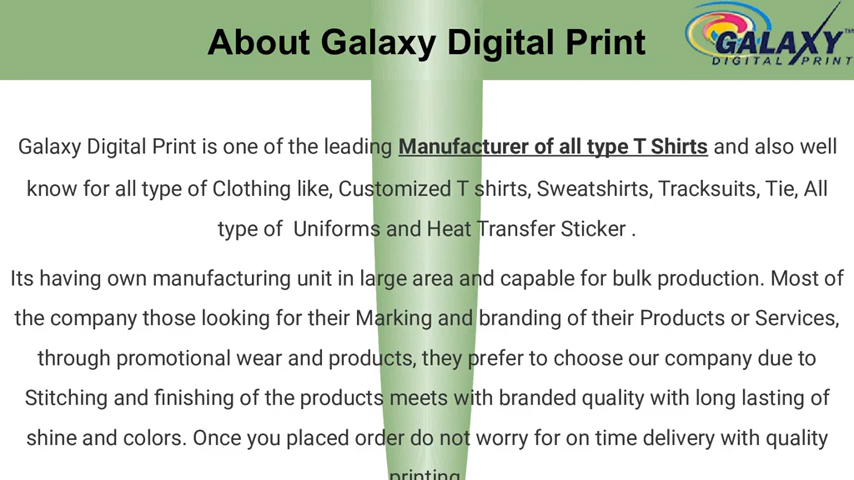 About Galaxy Digital Print
GALAXY™
DIGITAL PRINT
Galaxy Digital Print is one of the leading Manufacturer of all type T Shirts and also well
know for all type of Clothing like, Customized T shirts, Sweatshirts, Tracksuits, Tie, All
type of Uniforms and Heat Transfer Sticker .
Its having own manufacturing unit in large area and capable for bulk production. Most of
the company those looking for their Marking and branding of their Products or Services,
through promotional wear and products, they prefer to choose our company due to
Stitching and finishing of the products meets with branded quality with long lasting of
shine and colors. Once you placed order do not worry for on time delivery with quality
printing